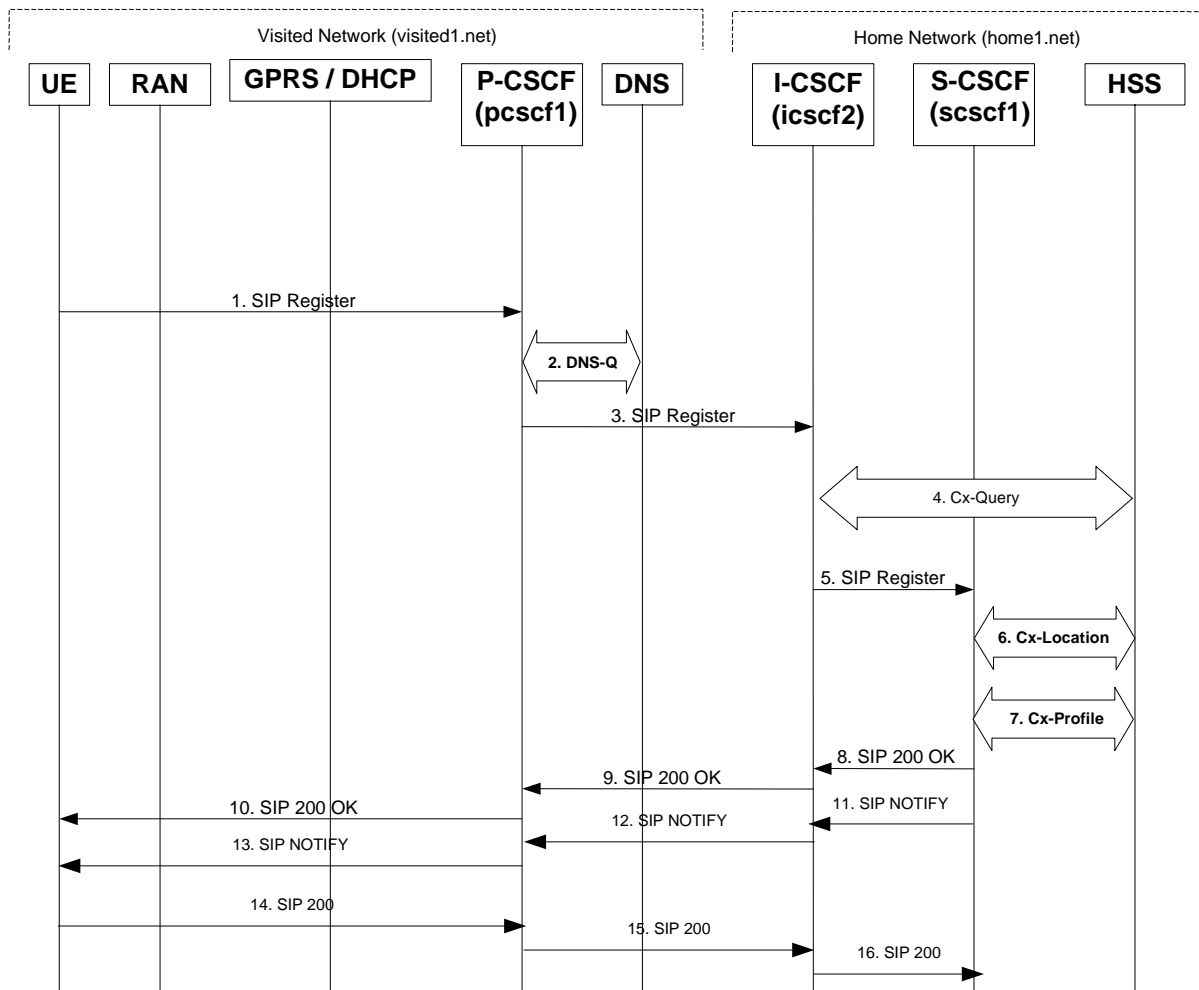 Visited Network (visited1.net)
Home Network (home1.net)
UE
RAN
GPRS / DHCP
P-CSCF
(pcscf1)
DNS
I-CSCF
(icscf2)
S-CSCF
(scscf1)
HSS
1. SIP Register
2. DNS-Q
3. SIP Register
4. Cx-Query
5. SIP Register
6. Cx-Location
7. Cx-Profile
8. SIP 200 OK
9. SIP 200 OK
10. SIP 200 OK
11. SIP NOTIFY
12. SIP NOTIFY
13. SIP NOTIFY
14. SIP 200
15. SIP 200
16. SIP 200